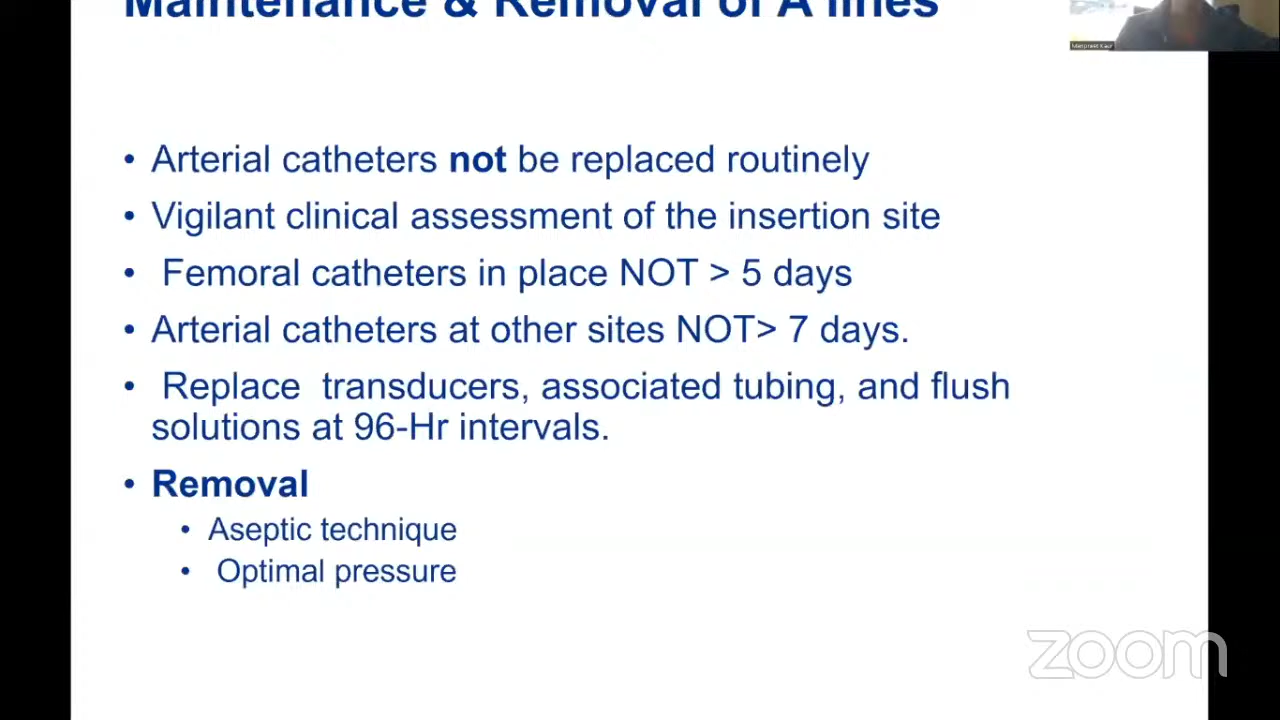 Maintenance & Removal of A lines
Manpreet Kaur
• Arterial catheters not be replaced routinely
• Vigilant clinical assessment of the insertion site
• Femoral catheters in place NOT > 5 days
• Arterial catheters at other sites NOT> 7 days.
• Replace transducers, associated tubing, and flush
solutions at 96-Hr intervals.
• Removal
• Aseptic technique
• Optimal pressure
zoom